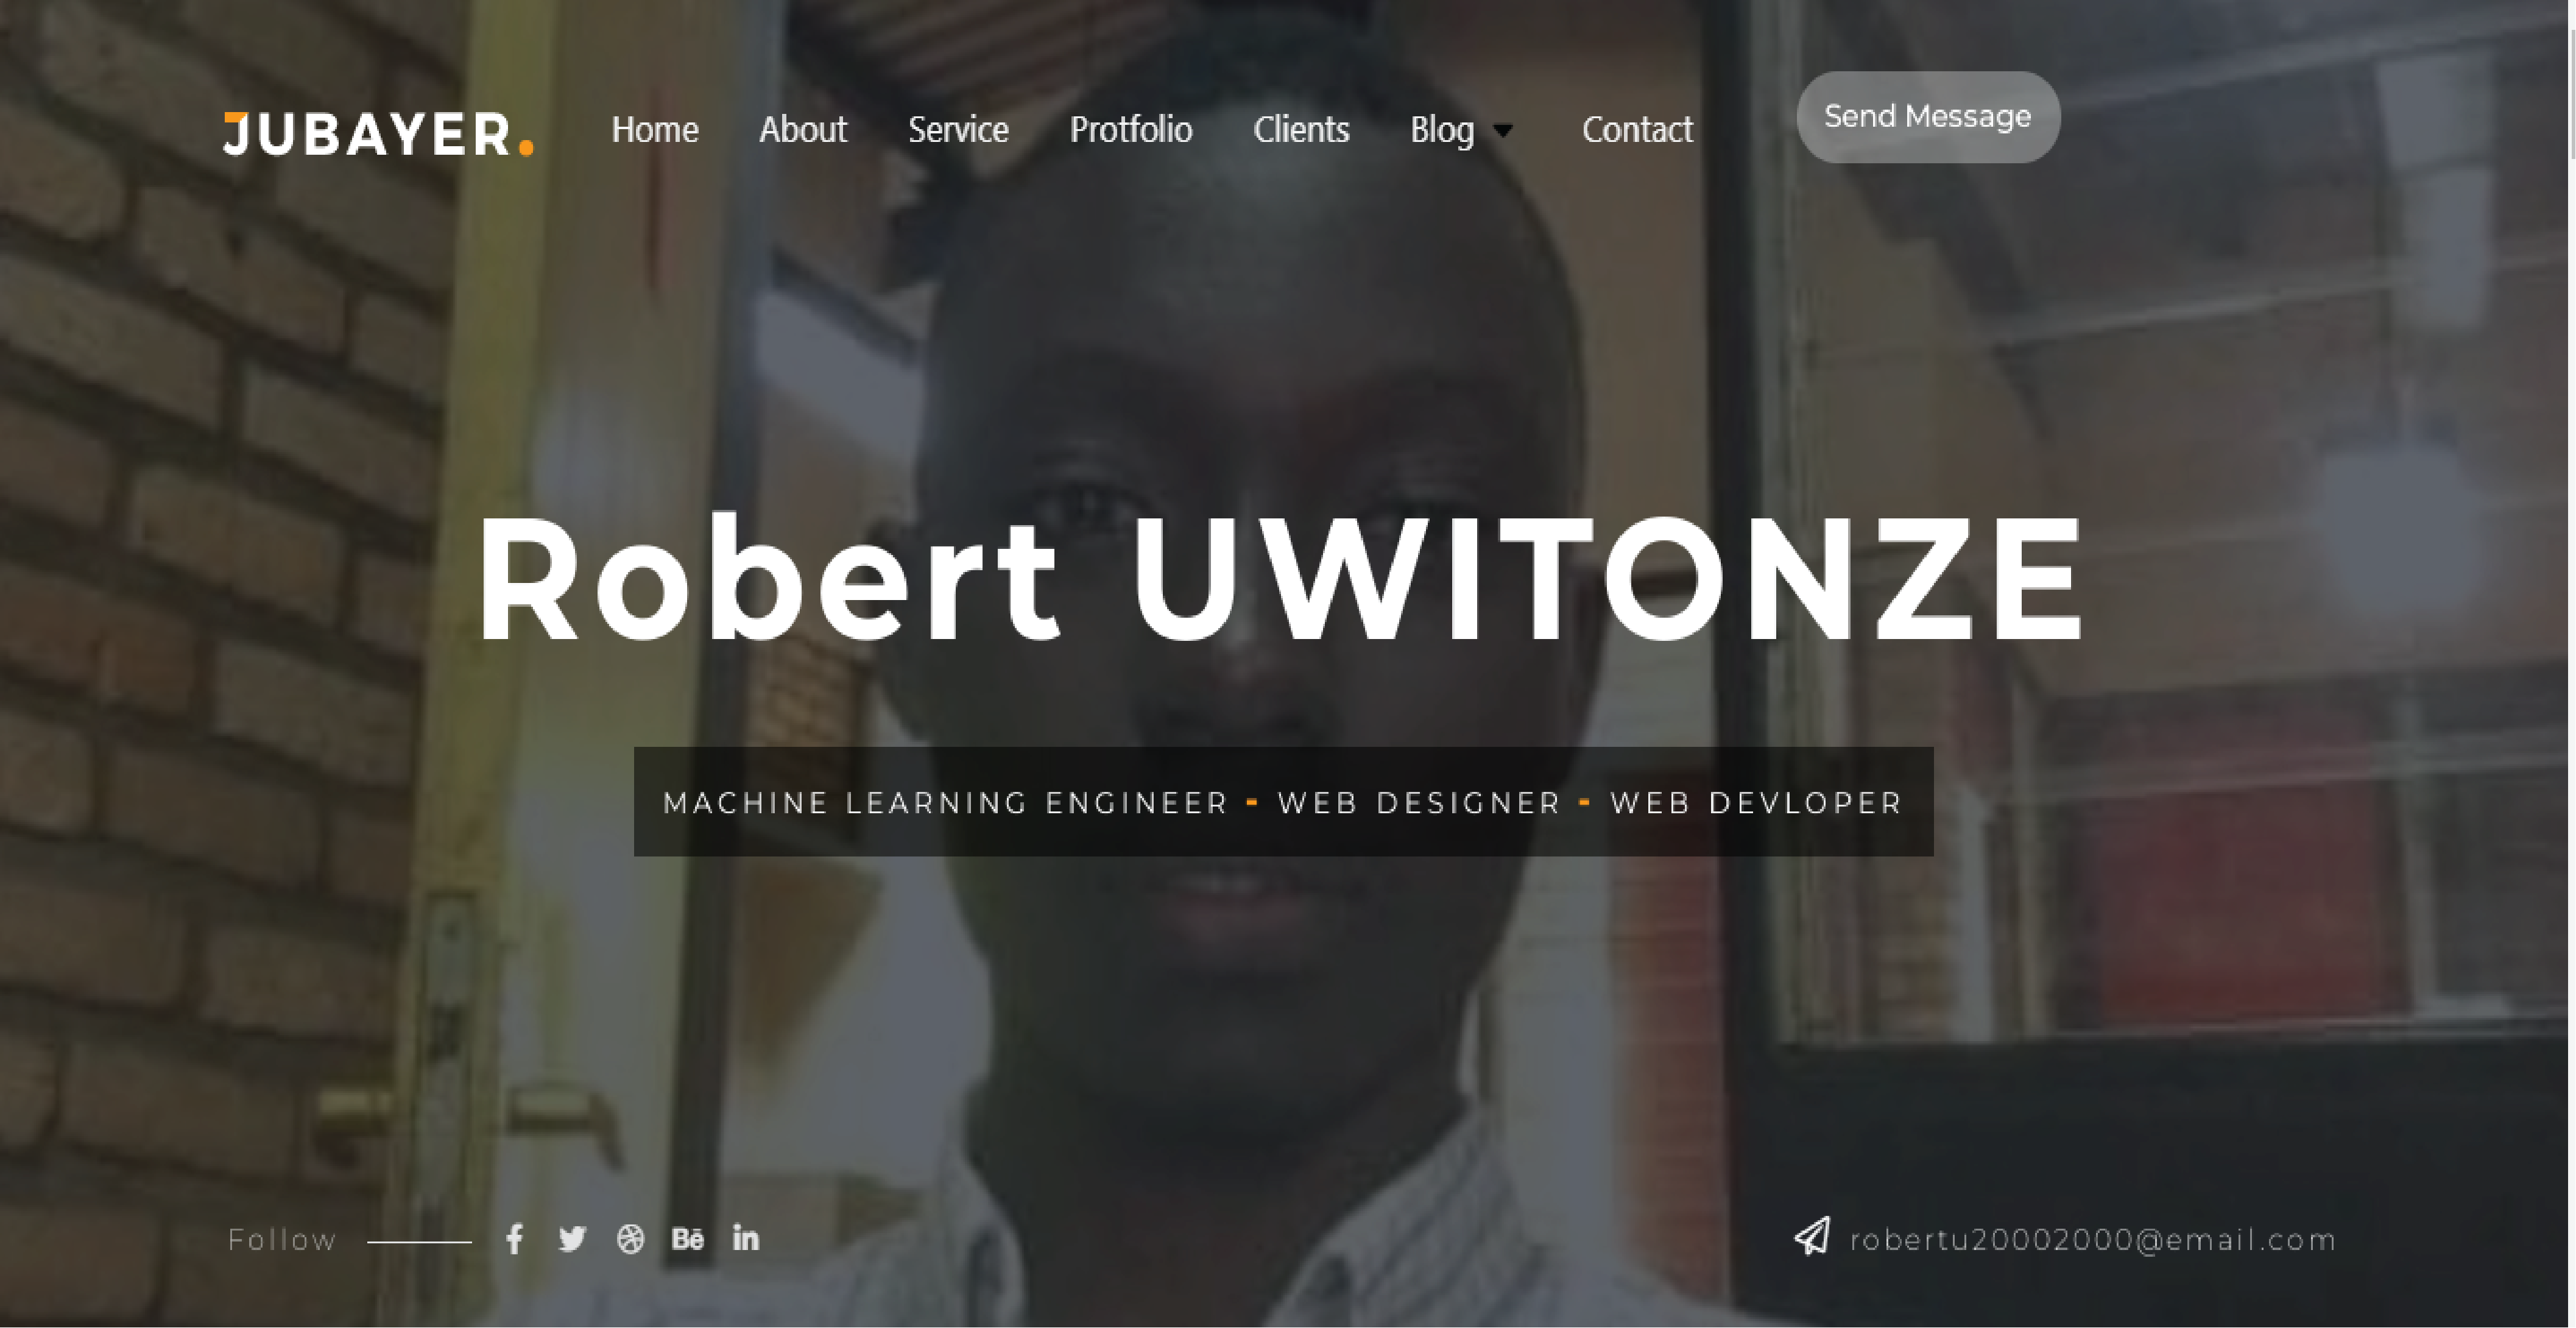 JUBAYER.
Home About Service Protfolio Clients Blog Contact
Send Message
Robert UWITONZE
MACHINE LEARNING ENGINEER - WEB DESIGNER - WEB DEVLOPER
Follow
Bē in
robertu20002000@email.com